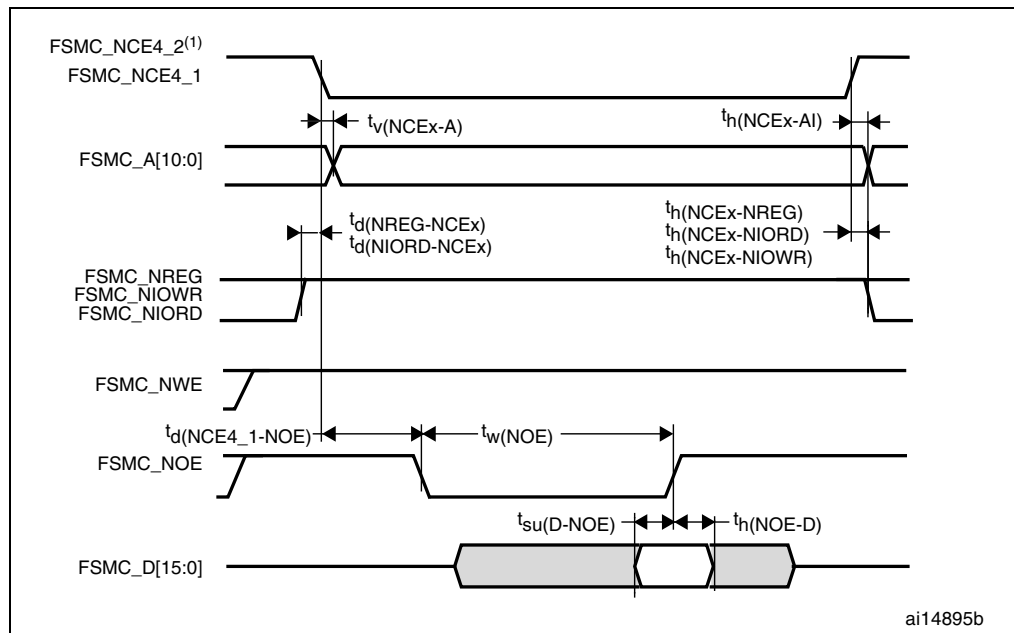 FSMC_NCE4_2(1)
FSMC_NCE4_1
tv(NCEx-A)
th(NCEx-AI)
FSMC_A[10:0]
td(NREG-NCEx)
td(NIORD-NCEx)
th(NCEx-NREG)
th(NCEx-NIORD)
th(NCEx-NIOWR)
FSMC_NREG
FSMC_NIOWR
FSMC_NIORD
FSMC_NWE
td(NCE4_1-NOE)
tw(NOE)
FSMC_NOE
tsu(D-NOE)
th(NOE-D)
FSMC_D[15:0]
ai14895b